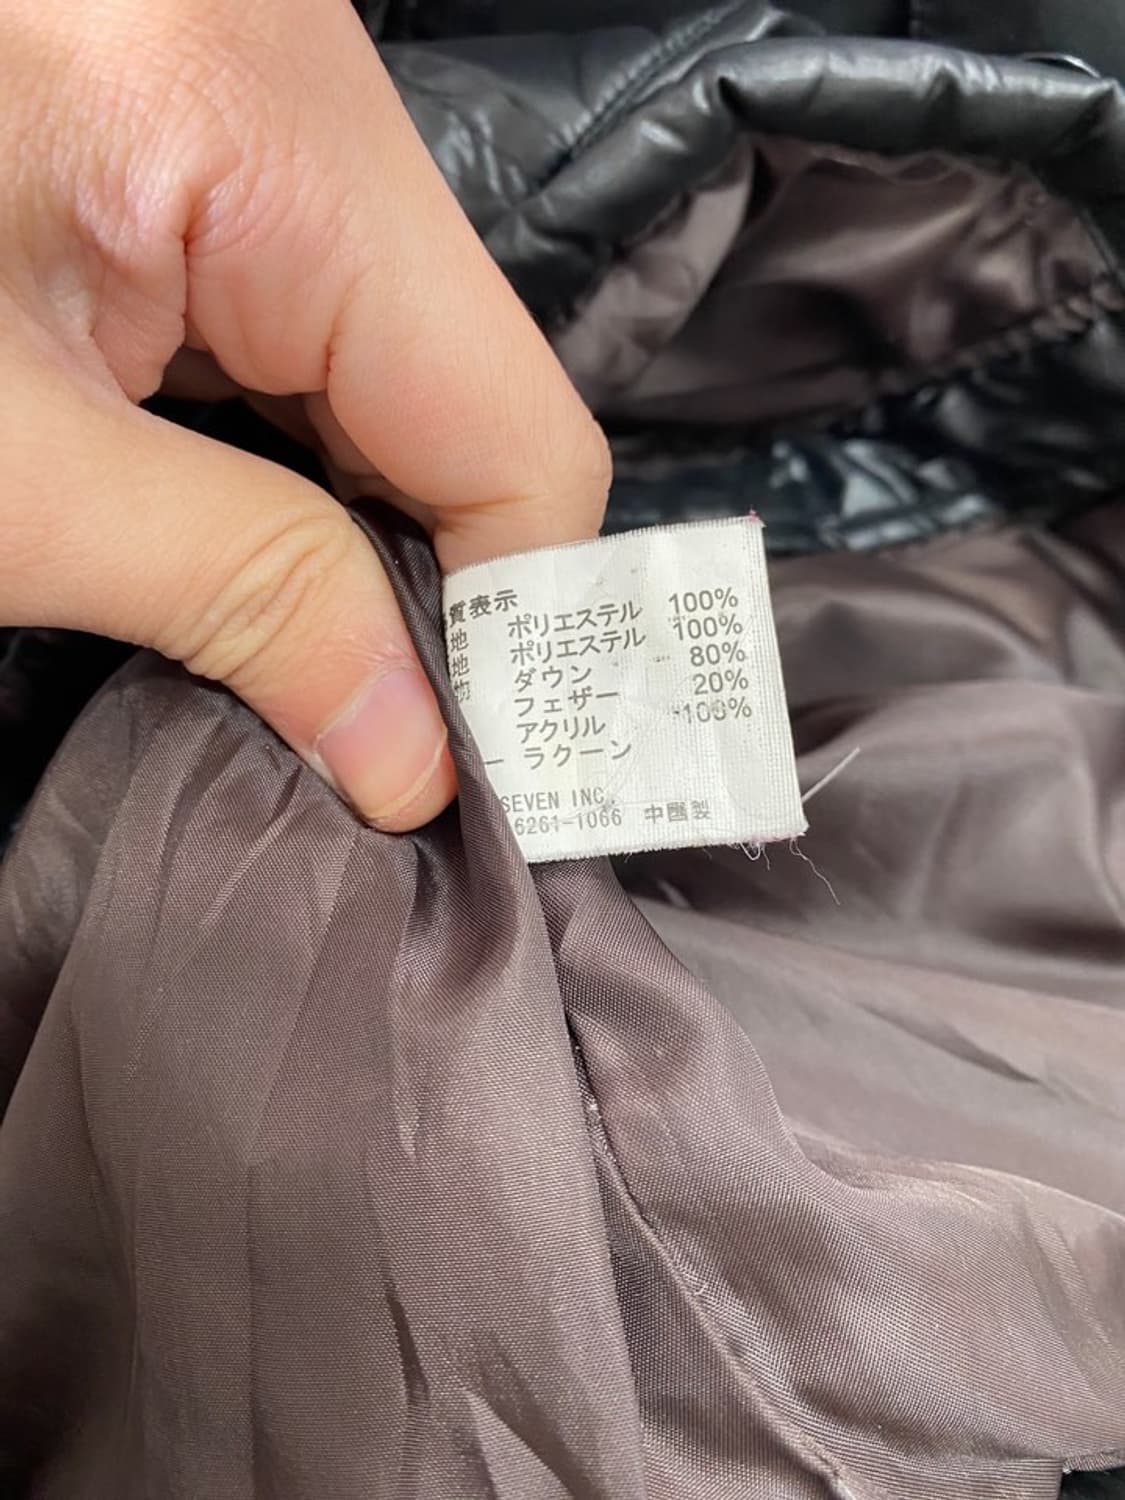 質表示
地 ポリエステル 100%
地 ポリエステル 100%
物 ダウン 80%
フェザー 20%
アクリル 100%
ー ラクーン
SEVEN INC.
6261-1066 中国製